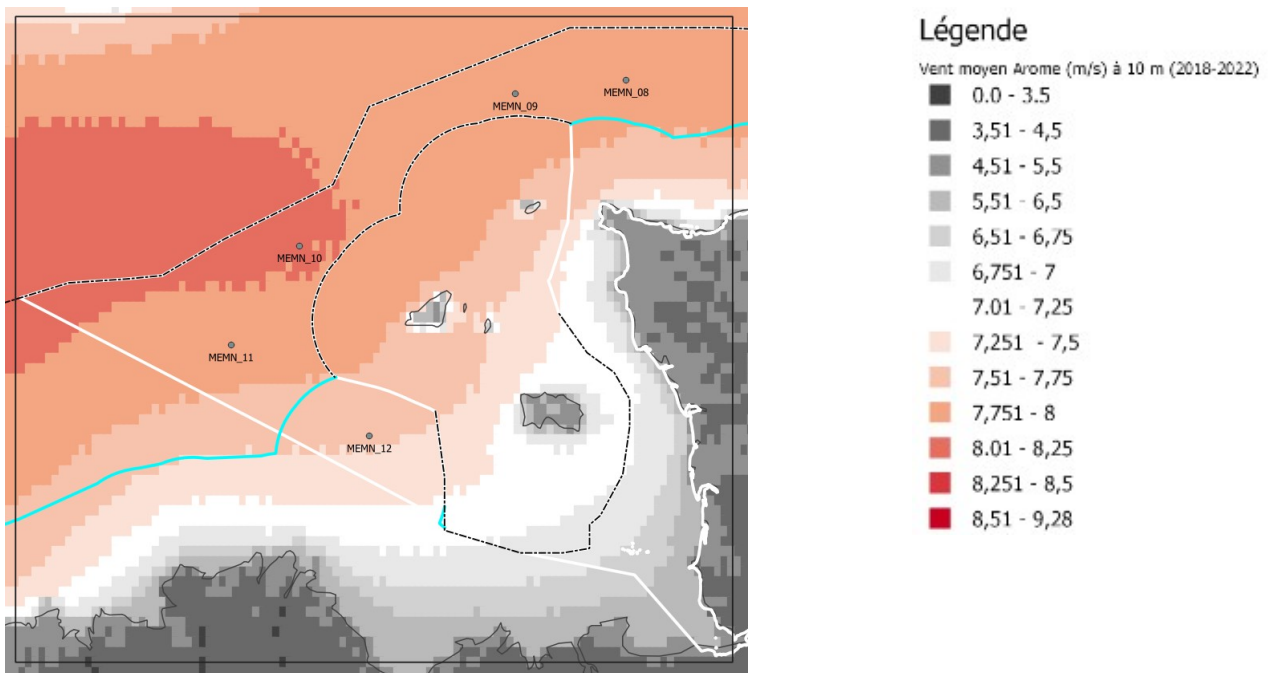 MEMN_08
MEMN_09
MEMN_10
MEMN_11
MEMN_12
Légende
Vent moyen Arome (m/s) à 10 m (2018-2022)
0.0 - 3.5
3,51 - 4,5
4,51 - 5,5
5,51 - 6,5
6,51 - 6,75
6,751 - 7
7.01 - 7,25
7,251 - 7,5
7,51 - 7,75
7,751 - 8
8.01 - 8,25
8,251 - 8,5
8,51 - 9,28